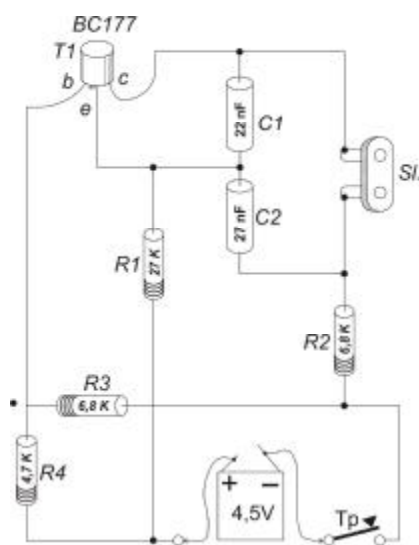 BC177
T1
b
c
e
22 nF
C1
27 nF
C2
Sl.
R1
27 K
R2
6,8 K
R3
6,8 K
R4
4,7 K
+
−
4,5V
Tp